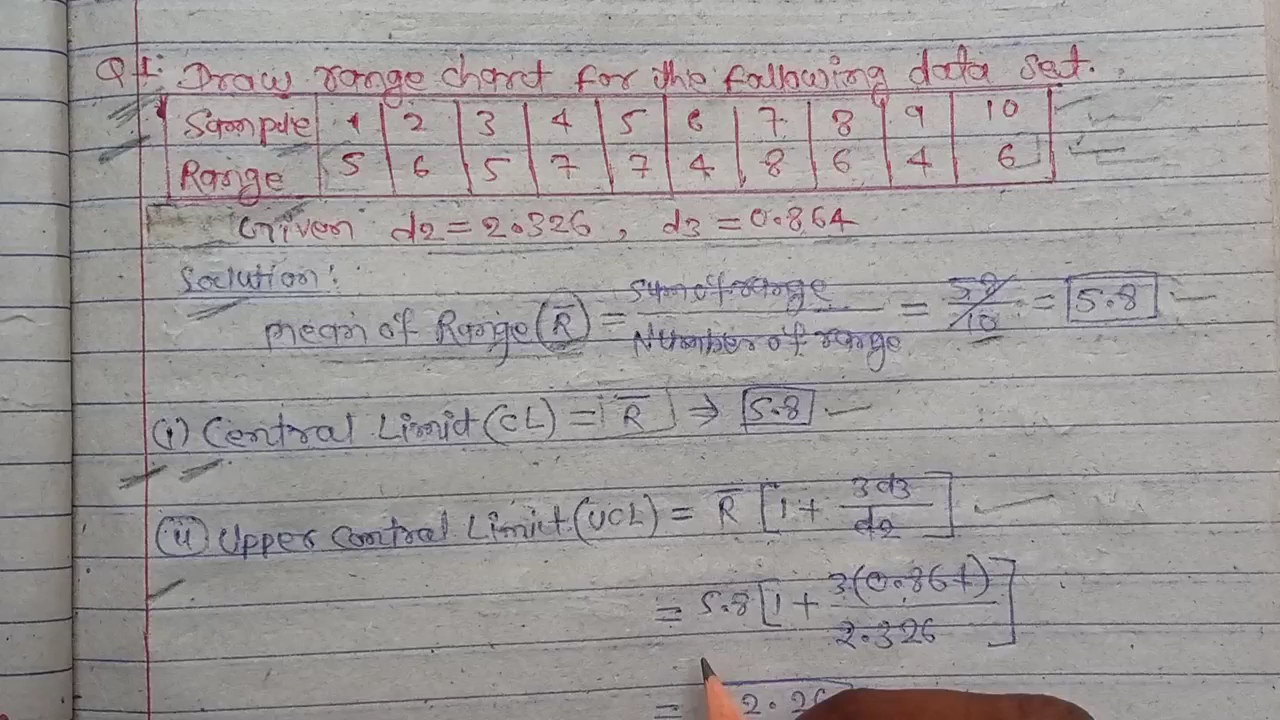 Q1: Draw range chart for the following data set.
Sample 1 2 3 4 5 6 7 8 9 10
Range 5 6 5 7 7 4 8 6 4 6
Given d2 = 2.326, d3 = 0.864
Solution:
mean of Range (R̅) = Sum of range / Number of range = 58/10 = 5.8
(i) Central Limit (CL) = R̅ ⇒ 5.8
(ii) Upper Control Limit (UCL) = R̅ [1 + 3d3/d2]
= 5.8 [1 + 3(0.864)/2.326]
=